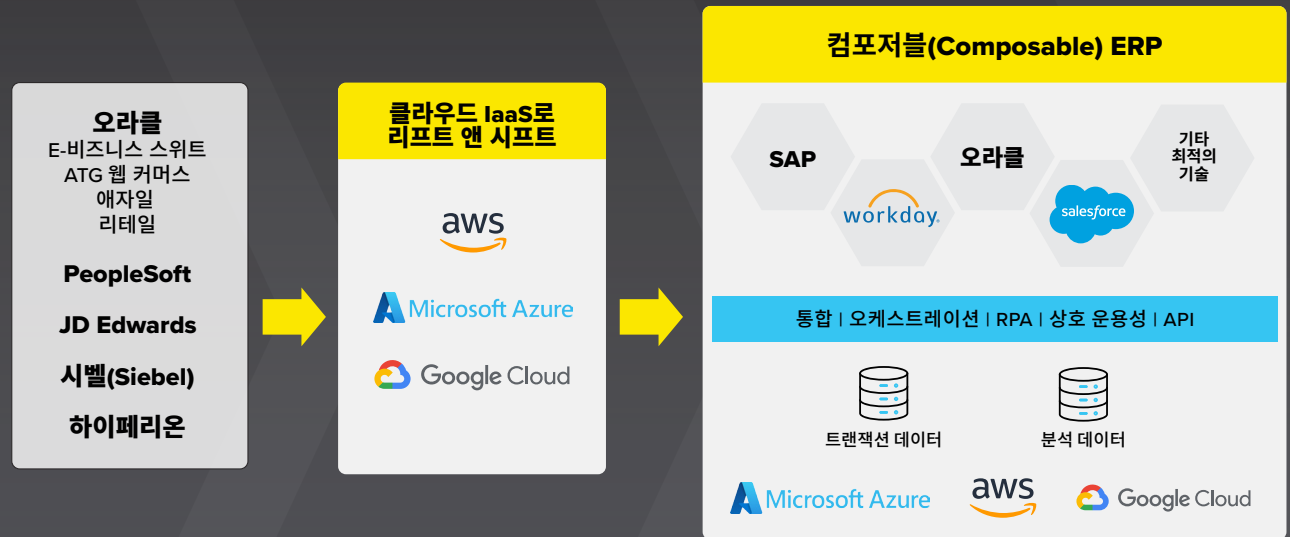 오라클
E-비즈니스 스위트
ATG 웹 커머스
애자일
리테일
PeopleSoft
JD Edwards
시벨(Siebel)
하이페리온
클라우드 IaaS로
리프트 앤 시프트
aws
Microsoft Azure
Google Cloud
컴포저블(Composable) ERP
SAP
workday.
오라클
salesforce
기타
최적의
기술
통합 | 오케스트레이션 | RPA | 상호 운용성 | API
트랜잭션 데이터
분석 데이터
Microsoft Azure
aws
Google Cloud